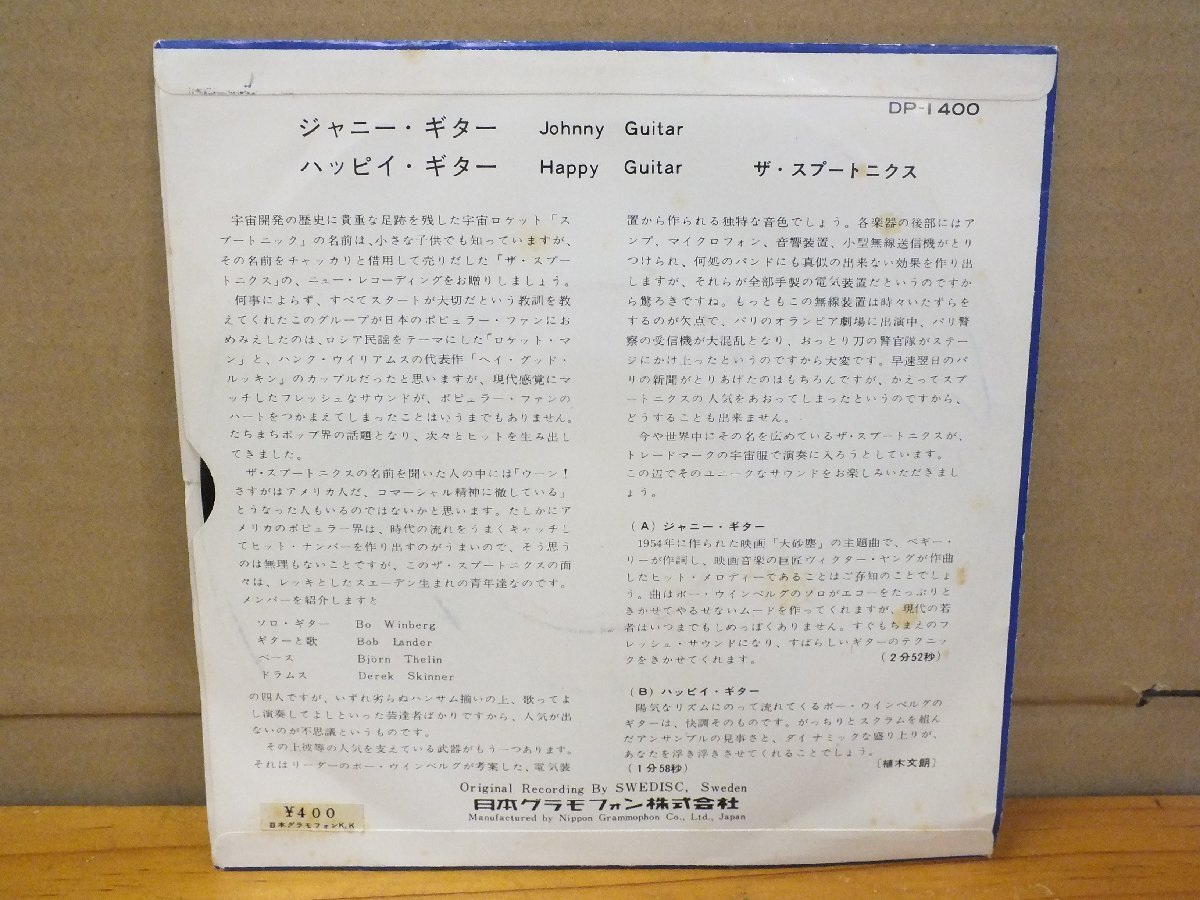 DP-1400
ジャニー・ギター Johnny Guitar
ハッピイ・ギター Happy Guitar ザ・スプートニクス
宇宙開発の歴史に貴重な足跡を残した宇宙ロケット「ス
プートニック」の名前は、小さな子供でも知っていますが、
その名前をチャッカリと借用して売りだした「ザ・スプー
トニクス」の、ニュー・レコーディングをお贈りしましょう。
何事によらず、すべてスタートが大切だという教訓を教
えてくれたこのグループが日本のポピュラー・ファンにお
めみえしたのは、ロシア民謡をテーマにした「ロケット・マ
ン」と、ハンク・ウイリアムスの代表作「ヘイ・グッド・
ルッキン」のカップルだったと思いますが、現代感覚にマ
ッチしたフレッシュなサウンドが、ポピュラー・ファンの
ハートをつかまえてしまったことはいうまでもありません。
たちまちポップ界の話題となり、次々とヒットを生み出し
てきました。
ザ・スプートニクスの名前を聞いた人の中には「ウーン！
さすがはアメリカ人だ、コマーシャル精神に徹している」
とうなった人もいるのではないかと思います。たしかにア
メリカのポピュラー界は、時代の流れをうまくキャッチし
てヒット・ナンバーを作り出すのがうまいので、そう思う
のは無理もないことですが、このザ・スプートニクスの面
々は、レッキとしたスエーデン生まれの青年達なのです。
メンバーを紹介しますと
ソロ・ギター Bo Winberg
ギターと歌 Bob Lander
ベース Björn Thelin
ドラムス Derek Skinner
の四人ですが、いずれ劣らぬハンサム揃いの上、歌ってよ
し演奏してよしといった芸達者ばかりですから、人気が出
ないのが不思議というものです。
その上彼等の人気を支えている武器がもう一つあります。
それはリーダーのボー・ウインベルグが考案した、電気装
置から作られる独特な音色でしょう。各楽器の後部にはア
ンプ、マイクロフォン、音響装置、小型無線送信機がとり
つけられ、何処のバンドにも真似の出来ない効果を作り出
しますが、それらが全部手製の電気装置だというのですか
ら驚ろきですね。もっともこの無線装置は時々いたずらを
するのが欠点で、パリのオランピア劇場に出演中、パリ警
察の受信機が大混乱となり、おっとり刀の警官隊がステー
ジにかけ上ったというのですから大変です。早速翌日のパ
リの新聞がとりあげたのはもちろんですが、かえってスプ
ートニクスの人気をあおってしまったというのですから、
どうすることも出来ません。
今や世界中にその名を広めているザ・スプートニクスが、
トレードマークの宇宙服で演奏に入ろうとしています。
この辺でそのユニークなサウンドをお楽しみいただきまし
ょう。
（A）ジャニー・ギター
1954年に作られた映画「大砂塵」の主題曲で、ペギー・
リーが作詞し、映画音楽の巨匠ヴィクター・ヤングが作曲
したヒット・メロディーであることはご存知のことでしょ
う。曲はボー・ウインベルグのソロがエコーをたっぷりと
きかせてやるせないムードを作ってくれますが、現代の若
者はいつまでもしめっぽくありません。すぐもちまえのフ
レッシュ・サウンドになり、すばらしいギターのテクニッ
クをきかせてくれます。 （2分52秒）
（B）ハッピイ・ギター
陽気なリズムにのって流れてくるボー・ウインベルグの
ギターは、快調そのものです。がっちりとスクラムを組ん
だアンサンブルの見事さと、ダイナミックな盛り上りが、
あなたを浮き浮きさせてくれることでしょう。
（1分58秒） 〔植木文朗〕
Original Recording By SWEDISC, Sweden
日本グラモフォン株式会社
Manufactured by Nippon Grammophon Co., Ltd., Japan
¥400
日本グラモフォンK.K